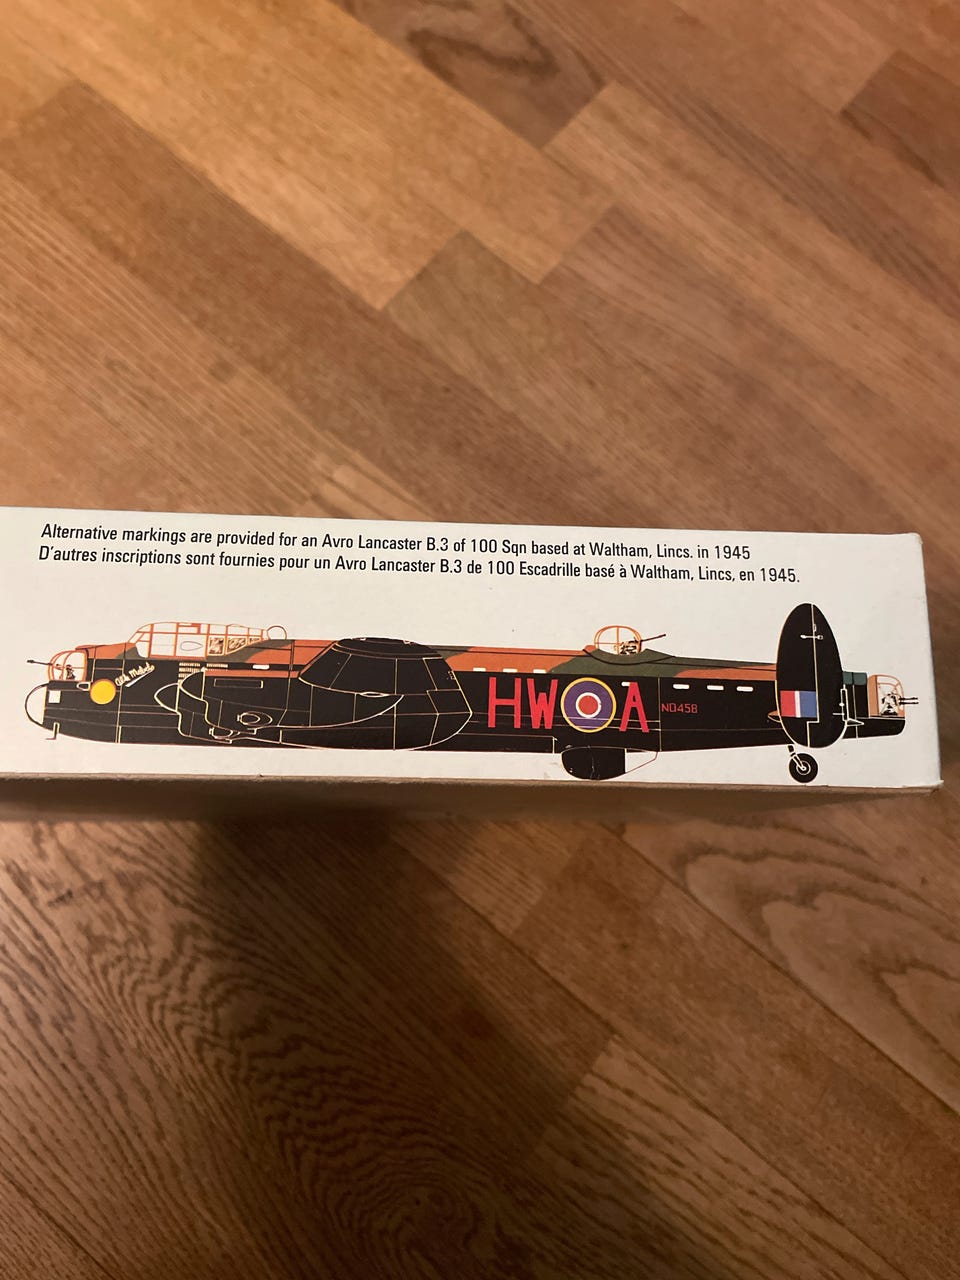 Alternative markings are provided for an Avro Lancaster B.3 of 100 Sqn based at Waltham, Lincs. in 1945
D'autres inscriptions sont fournies pour un Avro Lancaster B.3 de 100 Escadrille basé à Waltham, Lincs, en 1945.
HW A
ND458